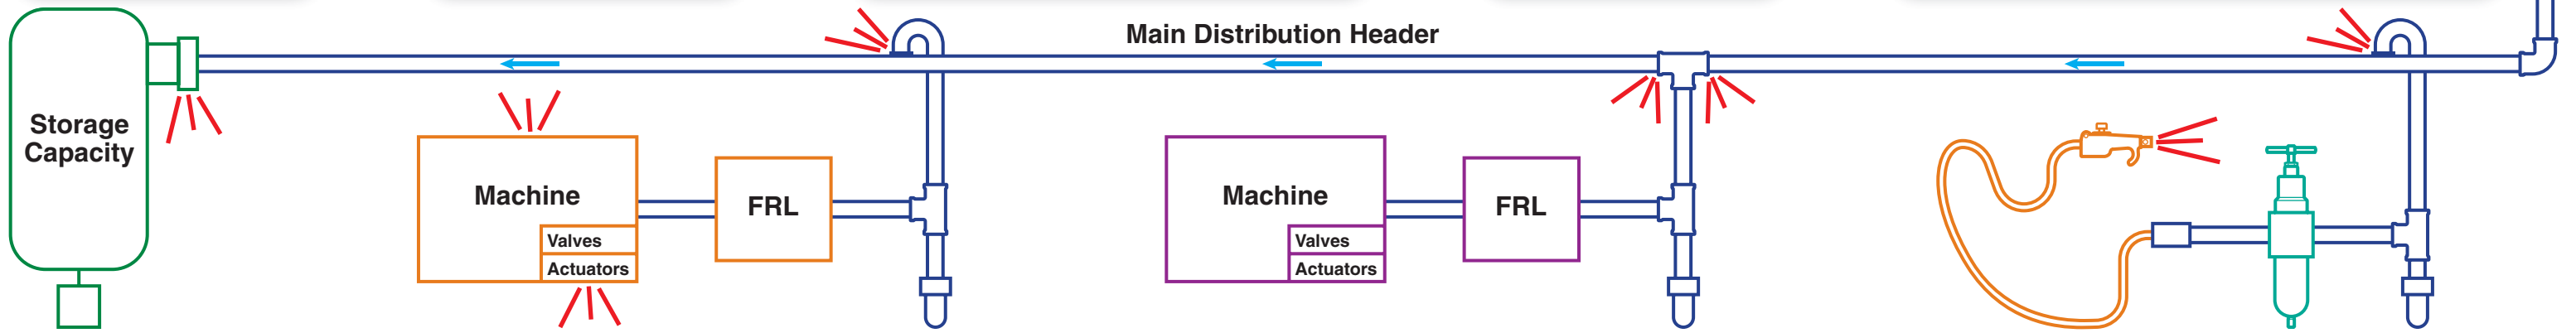 Main Distribution Header
Storage
Capacity
Machine
Valves
Actuators
FRL
Machine
Valves
Actuators
FRL